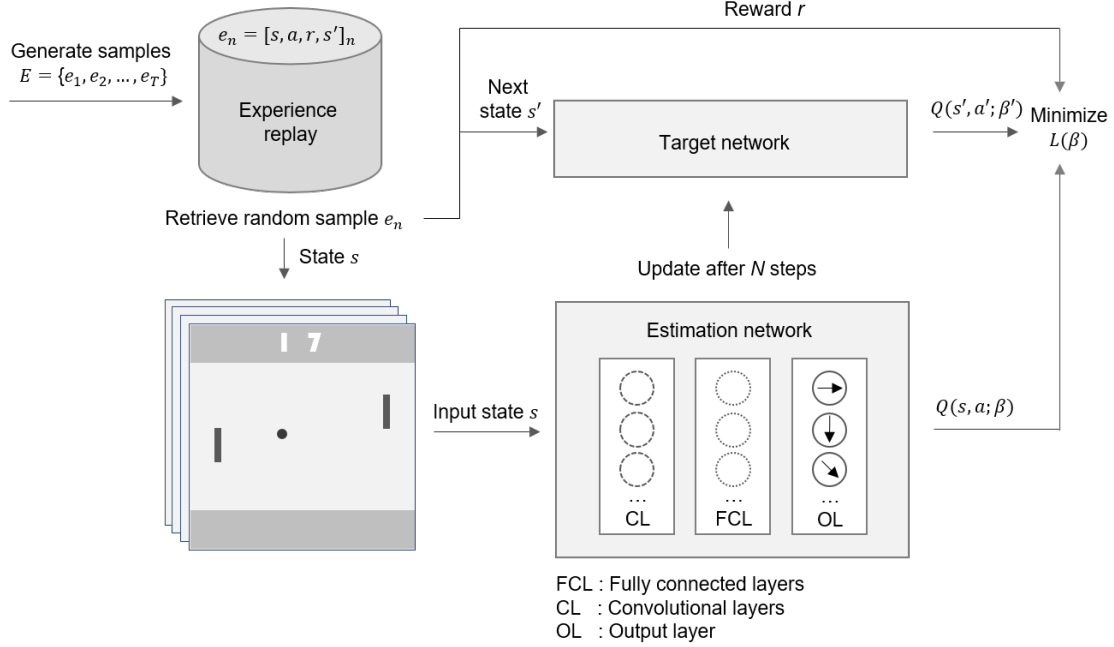 Reward r
Generate samples
E = {e₁, e₂, …, e_T}
eₙ = [s, a, r, s′]ₙ
Experience
replay
Next
state s′
Target network
Q(s′, a′; β′)
Minimize
L(β)
Retrieve random sample eₙ
State s
Update after N steps
1 7
Input state s
Estimation network
Q(s, a; β)
… … …
CL FCL OL
FCL : Fully connected layers
CL : Convolutional layers
OL : Output layer